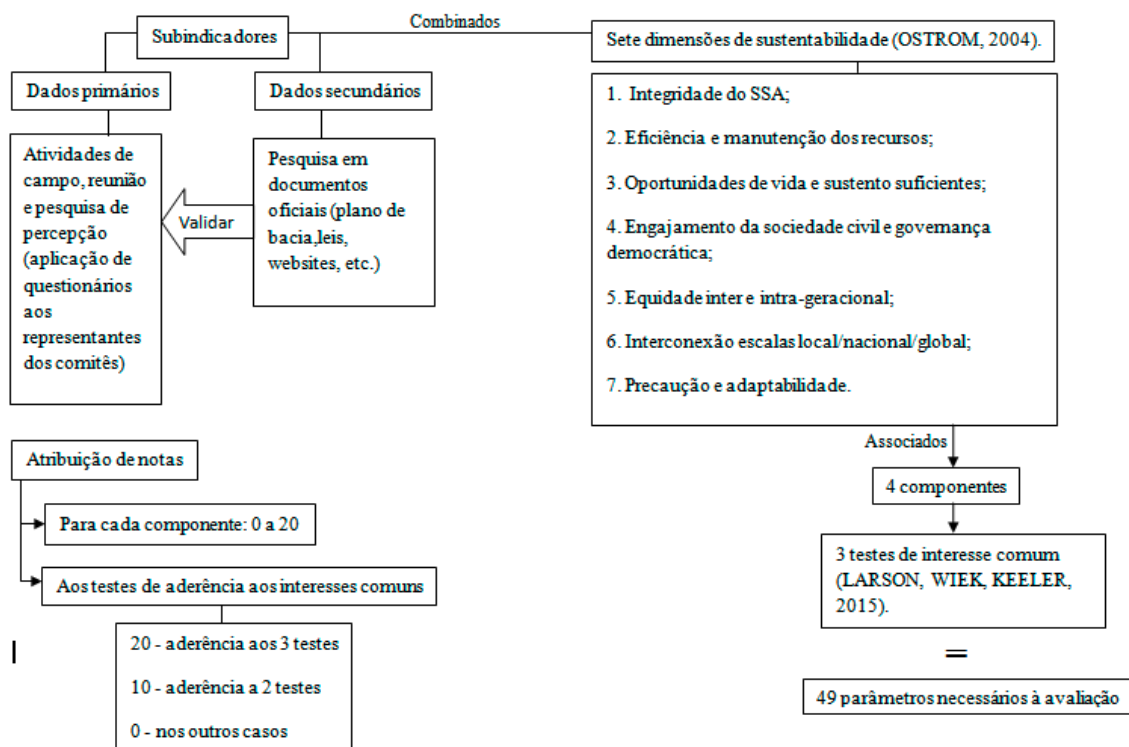 Subindicadores
Combinados
Sete dimensões de sustentabilidade (OSTROM, 2004).
Dados primários
Dados secundários
Atividades de
campo, reunião
e pesquisa de
percepção
(aplicação de
questionários
aos
representantes
dos comitês)
Validar
Pesquisa em
documentos
oficiais (plano de
bacia,leis,
websites, etc.)
1. Integridade do SSA;
2. Eficiência e manutenção dos recursos;
3. Oportunidades de vida e sustento suficientes;
4. Engajamento da sociedade civil e governança
democrática;
5. Equidade inter e intra-geracional;
6. Interconexão escalas local/nacional/global;
7. Precaução e adaptabilidade.
Associados
4 componentes
3 testes de interesse comum
(LARSON, WIEK, KEELER,
2015).
=
49 parâmetros necessários à avaliação
Atribuição de notas
Para cada componente: 0 a 20
Aos testes de aderência aos interesses comuns
20 - aderência aos 3 testes
10 - aderência a 2 testes
0 - nos outros casos